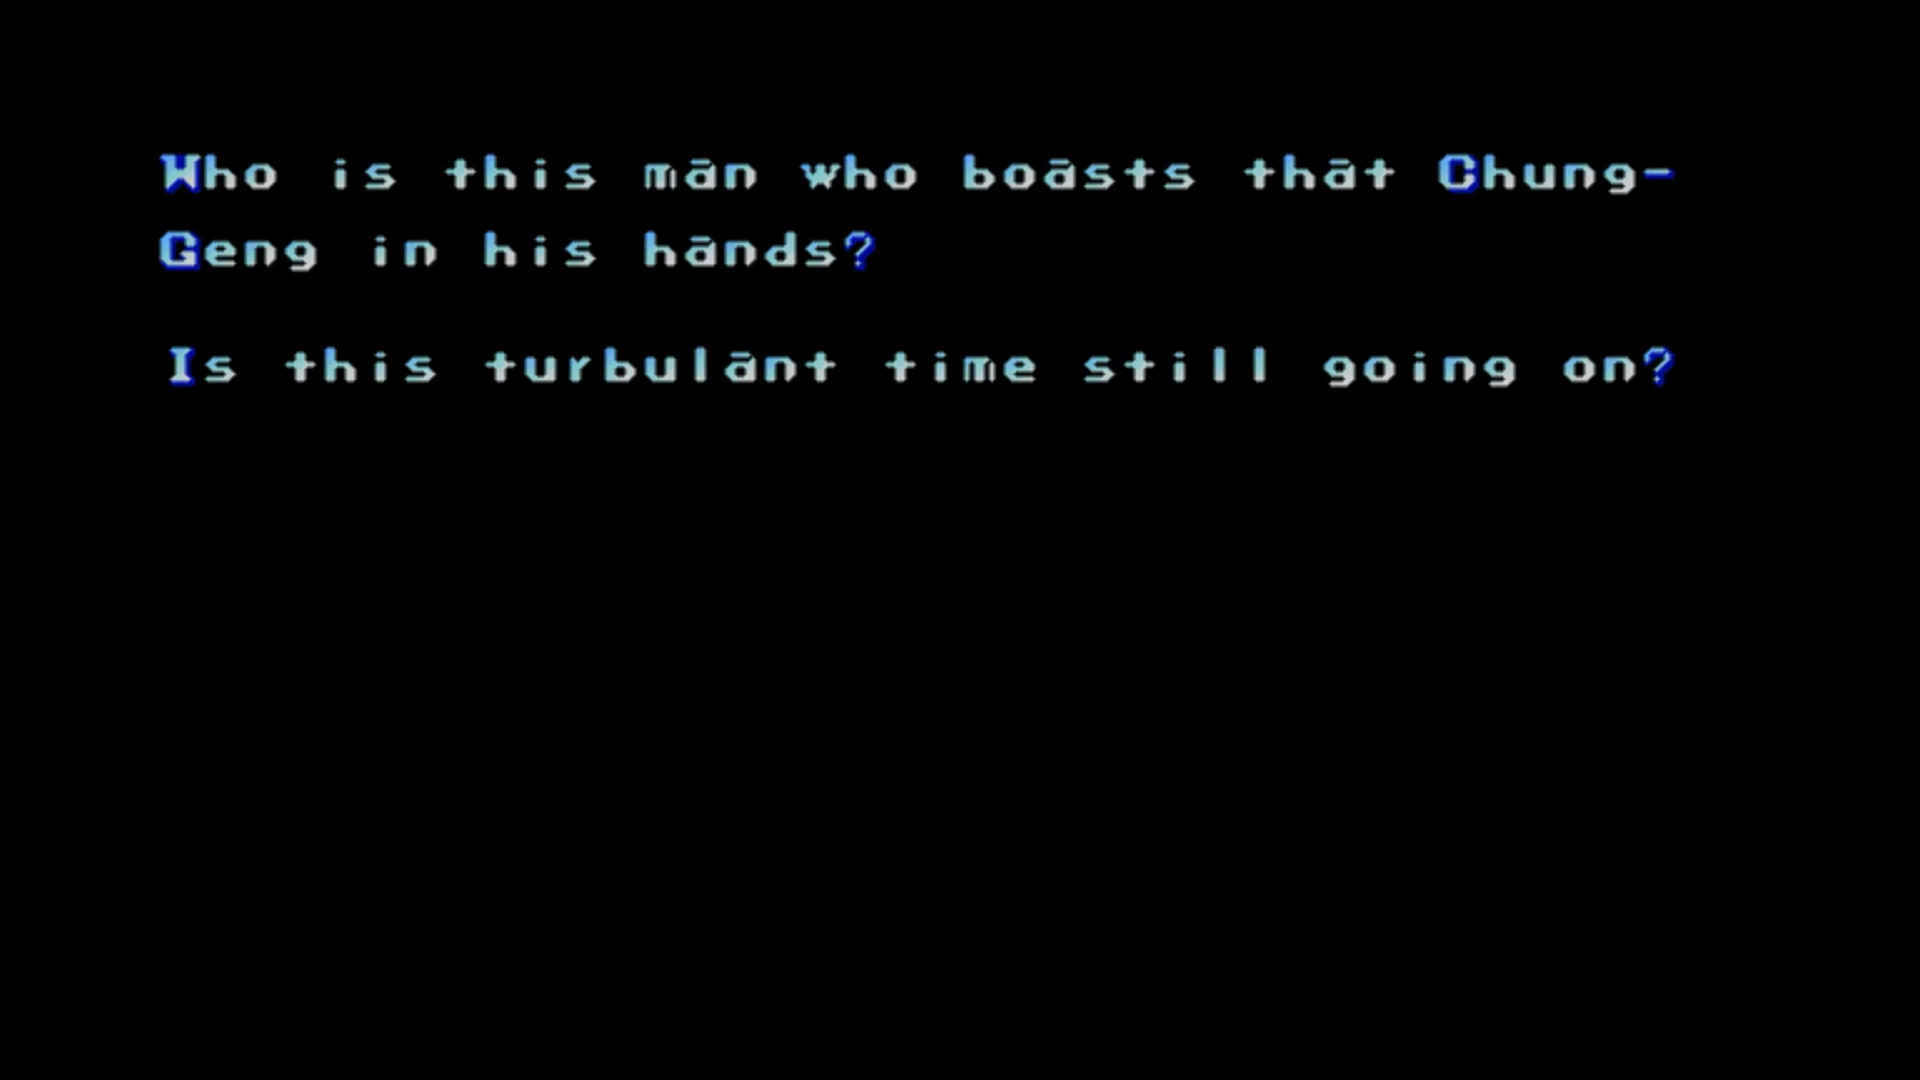 Who is this man who boasts that Chung-
Geng in his hands?
Is this turbulant time still going on?